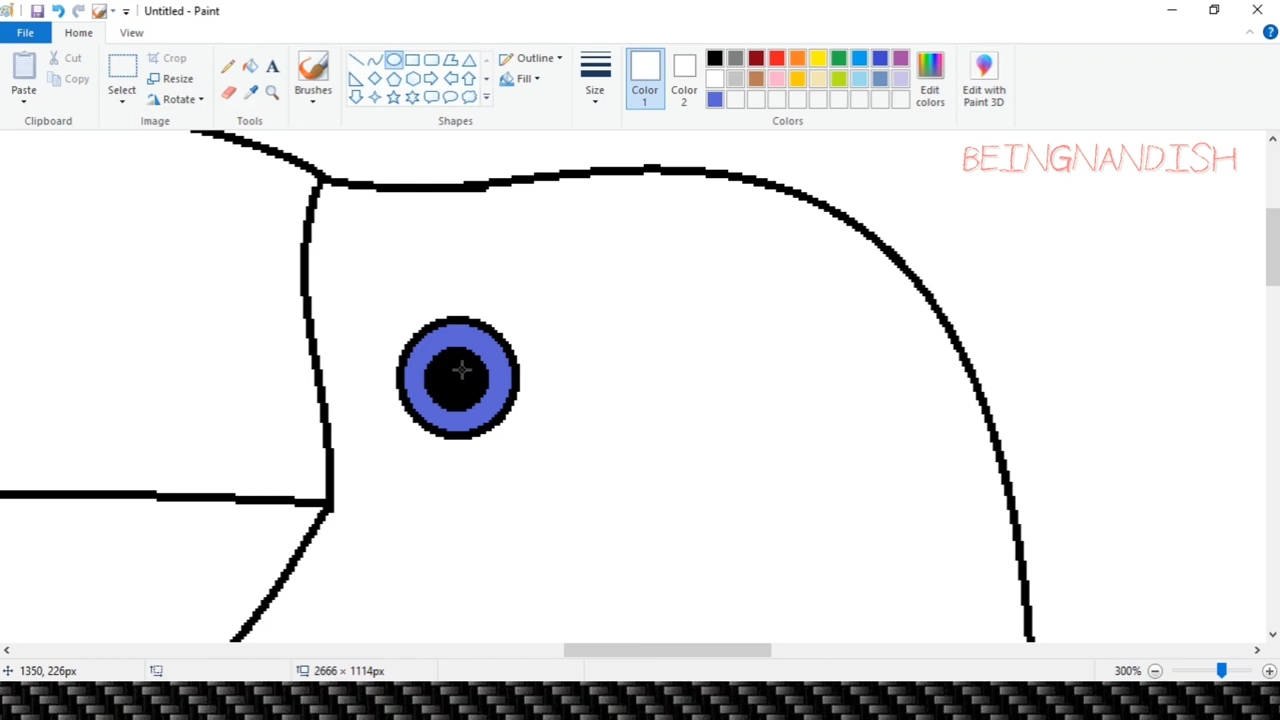 Untitled - Paint
File Home View
Paste
Cut
Copy
Clipboard
Select
Crop
Resize
Rotate
Image
A
Tools
Brushes
Shapes
Outline
Fill
Size
Color 1
Color 2
Edit colors
Colors
Edit with Paint 3D
BEINGNANDISH
1350, 226px
2666 × 1114px
300%